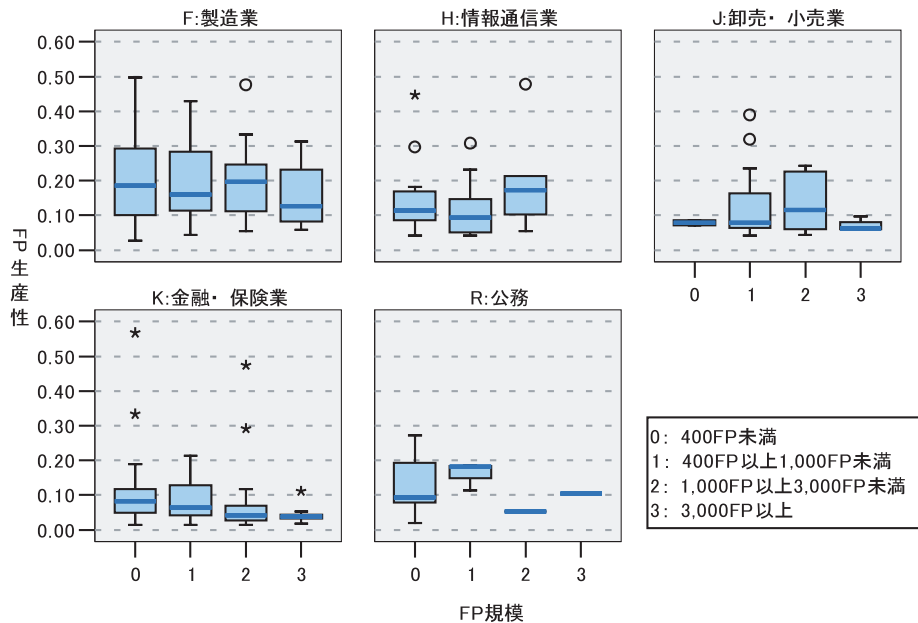 F:製造業
H:情報通信業
J:卸売・ 小売業
0.60
0.50
0.40
0.30
0.20
0.10
0.00
0 1 2 3
FP生産性
K:金融・ 保険業
R:公務
0.60
0.50
0.40
0.30
0.20
0.10
0.00
0 1 2 3
0 1 2 3
FP規模
0: 400FP未満
1: 400FP以上1,000FP未満
2: 1,000FP以上3,000FP未満
3: 3,000FP以上